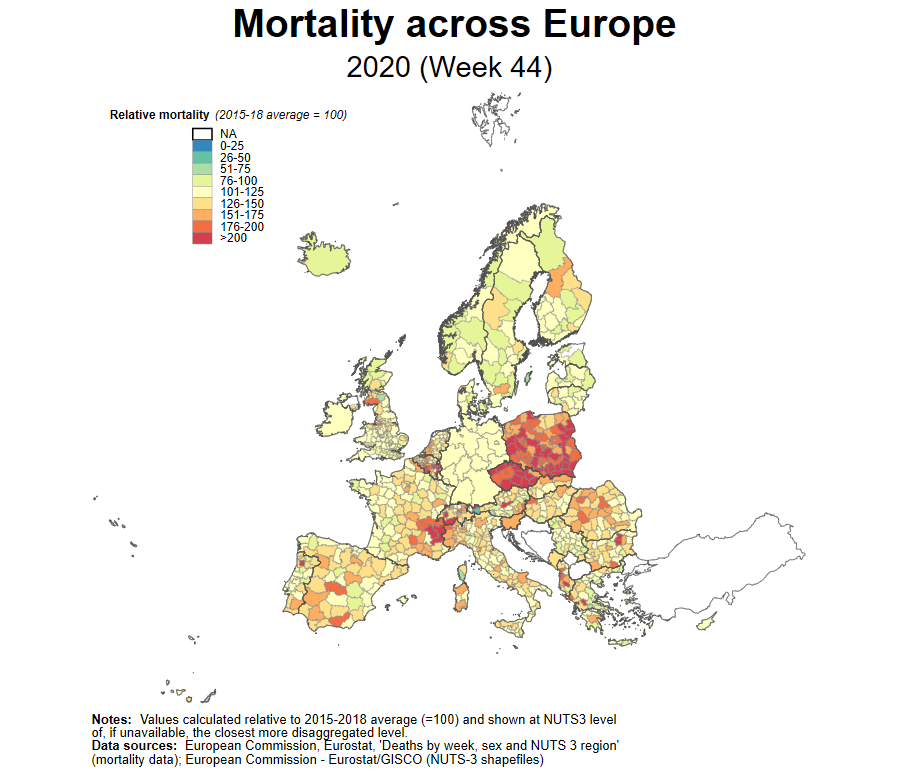 Mortality across Europe
2020 (Week 44)
Relative mortality (2015-18 average = 100)
NA
0-25
26-50
51-75
76-100
101-125
126-150
151-175
176-200
>200
Notes: Values calculated relative to 2015-2018 average (=100) and shown at NUTS3 level
of, if unavailable, the closest more disaggregated level.
Data sources: European Commission, Eurostat, 'Deaths by week, sex and NUTS 3 region'
(mortality data); European Commission - Eurostat/GISCO (NUTS-3 shapefiles)